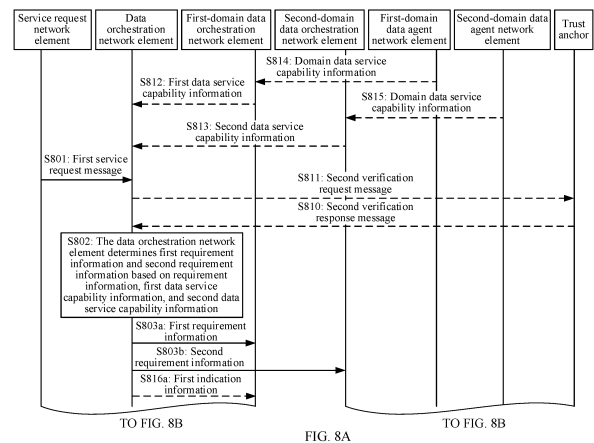 Service request
network
element
Data
orchestration
network element
First-domain data
orchestration
network element
Second-domain
data orchestration
network element
First-domain
data agent
network element
Second-domain data
agent network
element
Trust
anchor
S814: Domain data service
capability information
S812: First data service
capability information
S815: Domain data service
capability information
S813: Second data service
capability information
S801: First service
request message
S811: Second verification
request message
S810: Second verification
response message
S802: The data orchestration network
element determines first requirement
information and second requirement
information based on requirement
information, first data service
capability information, and second data
service capability information
S803a: First requirement
information
S803b: Second
requirement information
S816a: First indication
information
TO FIG. 8B
TO FIG. 8B
FIG. 8A